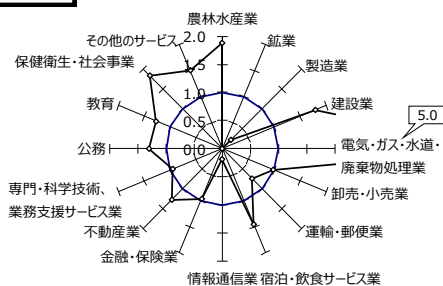 農林水産業
その他のサービス
鉱業
保健衛生・社会事業
製造業
教育
建設業
5.0
公務
電気・ガス・水道・
廃棄物処理業
専門・科学技術、
業務支援サービス業
卸売・小売業
不動産業
運輸・郵便業
金融・保険業
情報通信業
宿泊・飲食サービス業
2.0
1.5
1.0
0.5
0.0